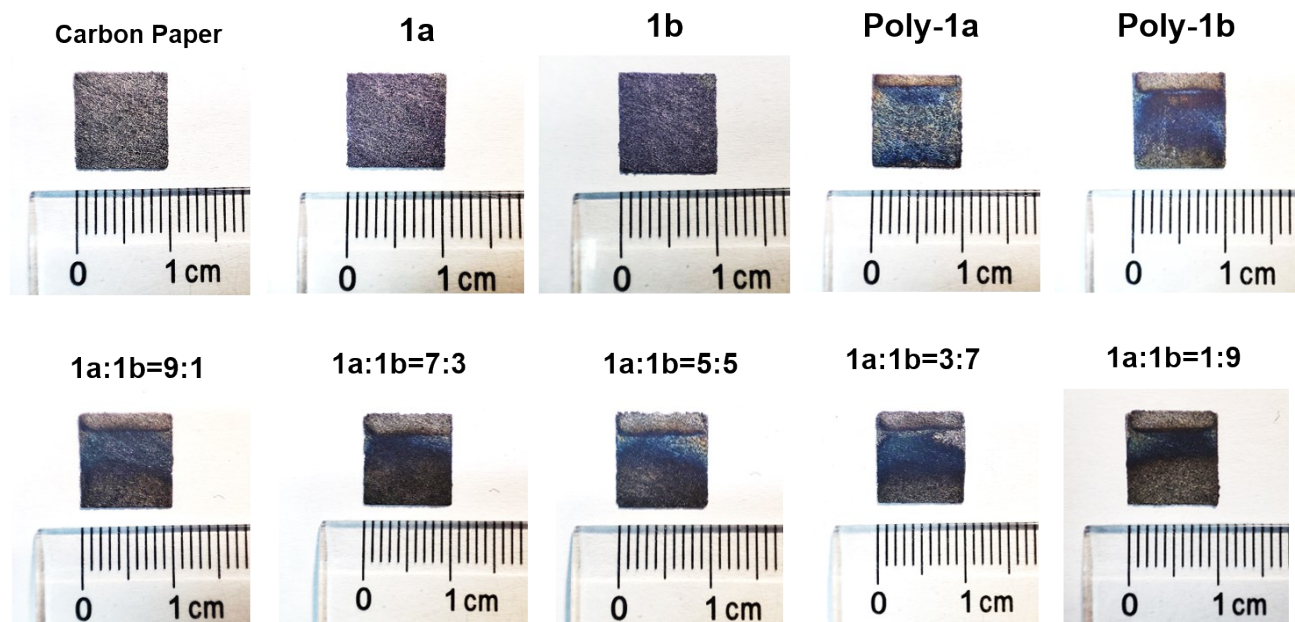 Carbon Paper
1a
1b
Poly-1a
Poly-1b
0 1 cm
0 1 cm
0 1 cm
0 1 cm
0 1 cm
1a:1b=9:1
1a:1b=7:3
1a:1b=5:5
1a:1b=3:7
1a:1b=1:9
0 1 cm
0 1 cm
0 1 cm
0 1 cm
0 1 cm